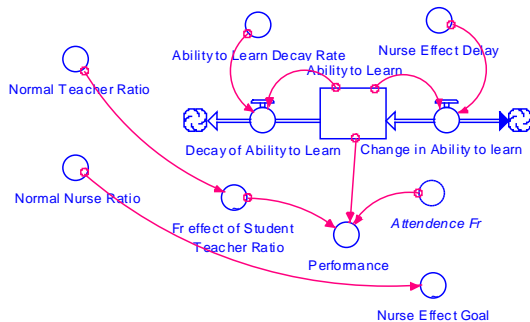 Ability to Learn Decay Rate
Nurse Effect Delay
Ability to Learn
Normal Teacher Ratio
Decay of Ability to Learn
Change in Ability to learn
Normal Nurse Ratio
Fr effect of Student
Teacher Ratio
Attendence Fr
Performance
Nurse Effect Goal